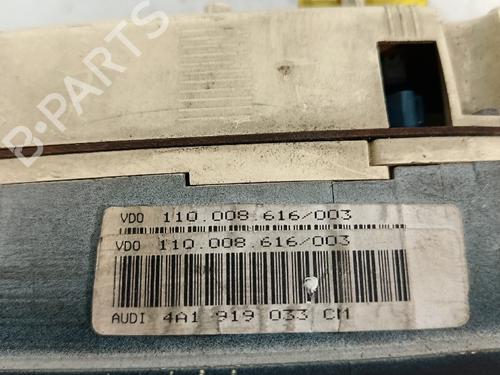 B-PARTS
VDO 110.008.616/003
VDO 110.008.616/003
AUDI 4A1 919 033 CM